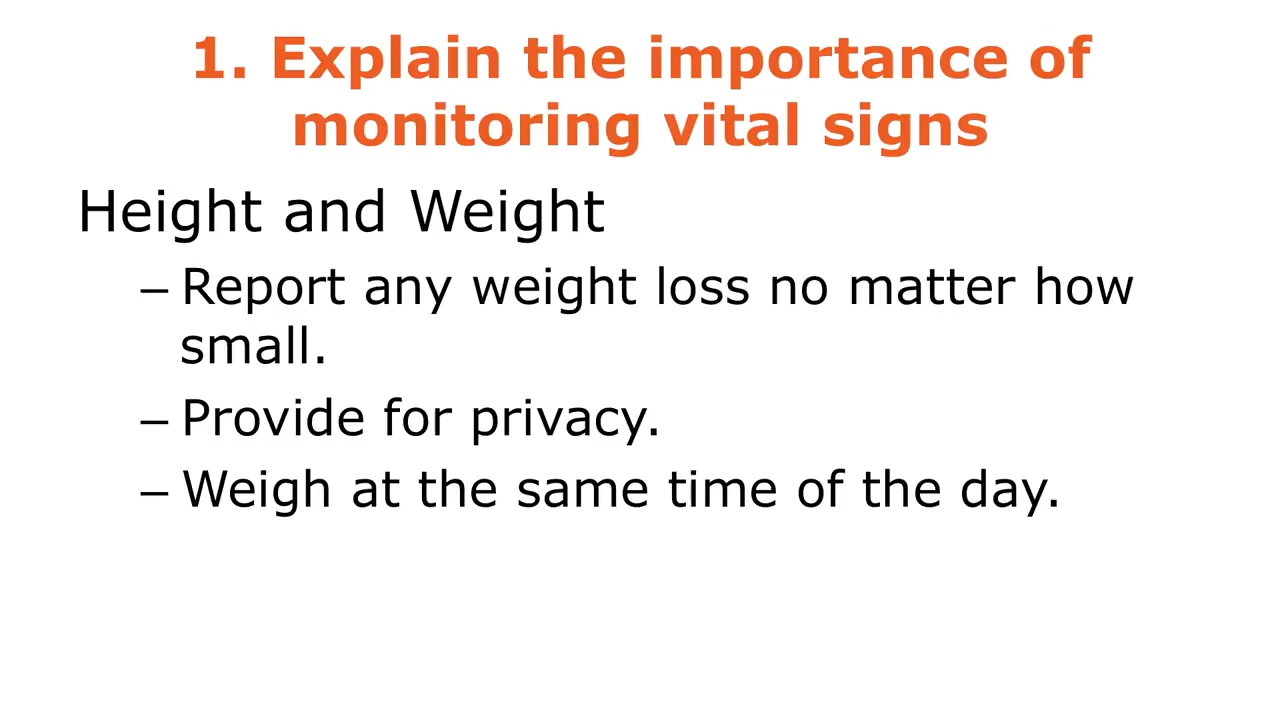 1. Explain the importance of
monitoring vital signs
Height and Weight
– Report any weight loss no matter how
small.
– Provide for privacy.
– Weigh at the same time of the day.